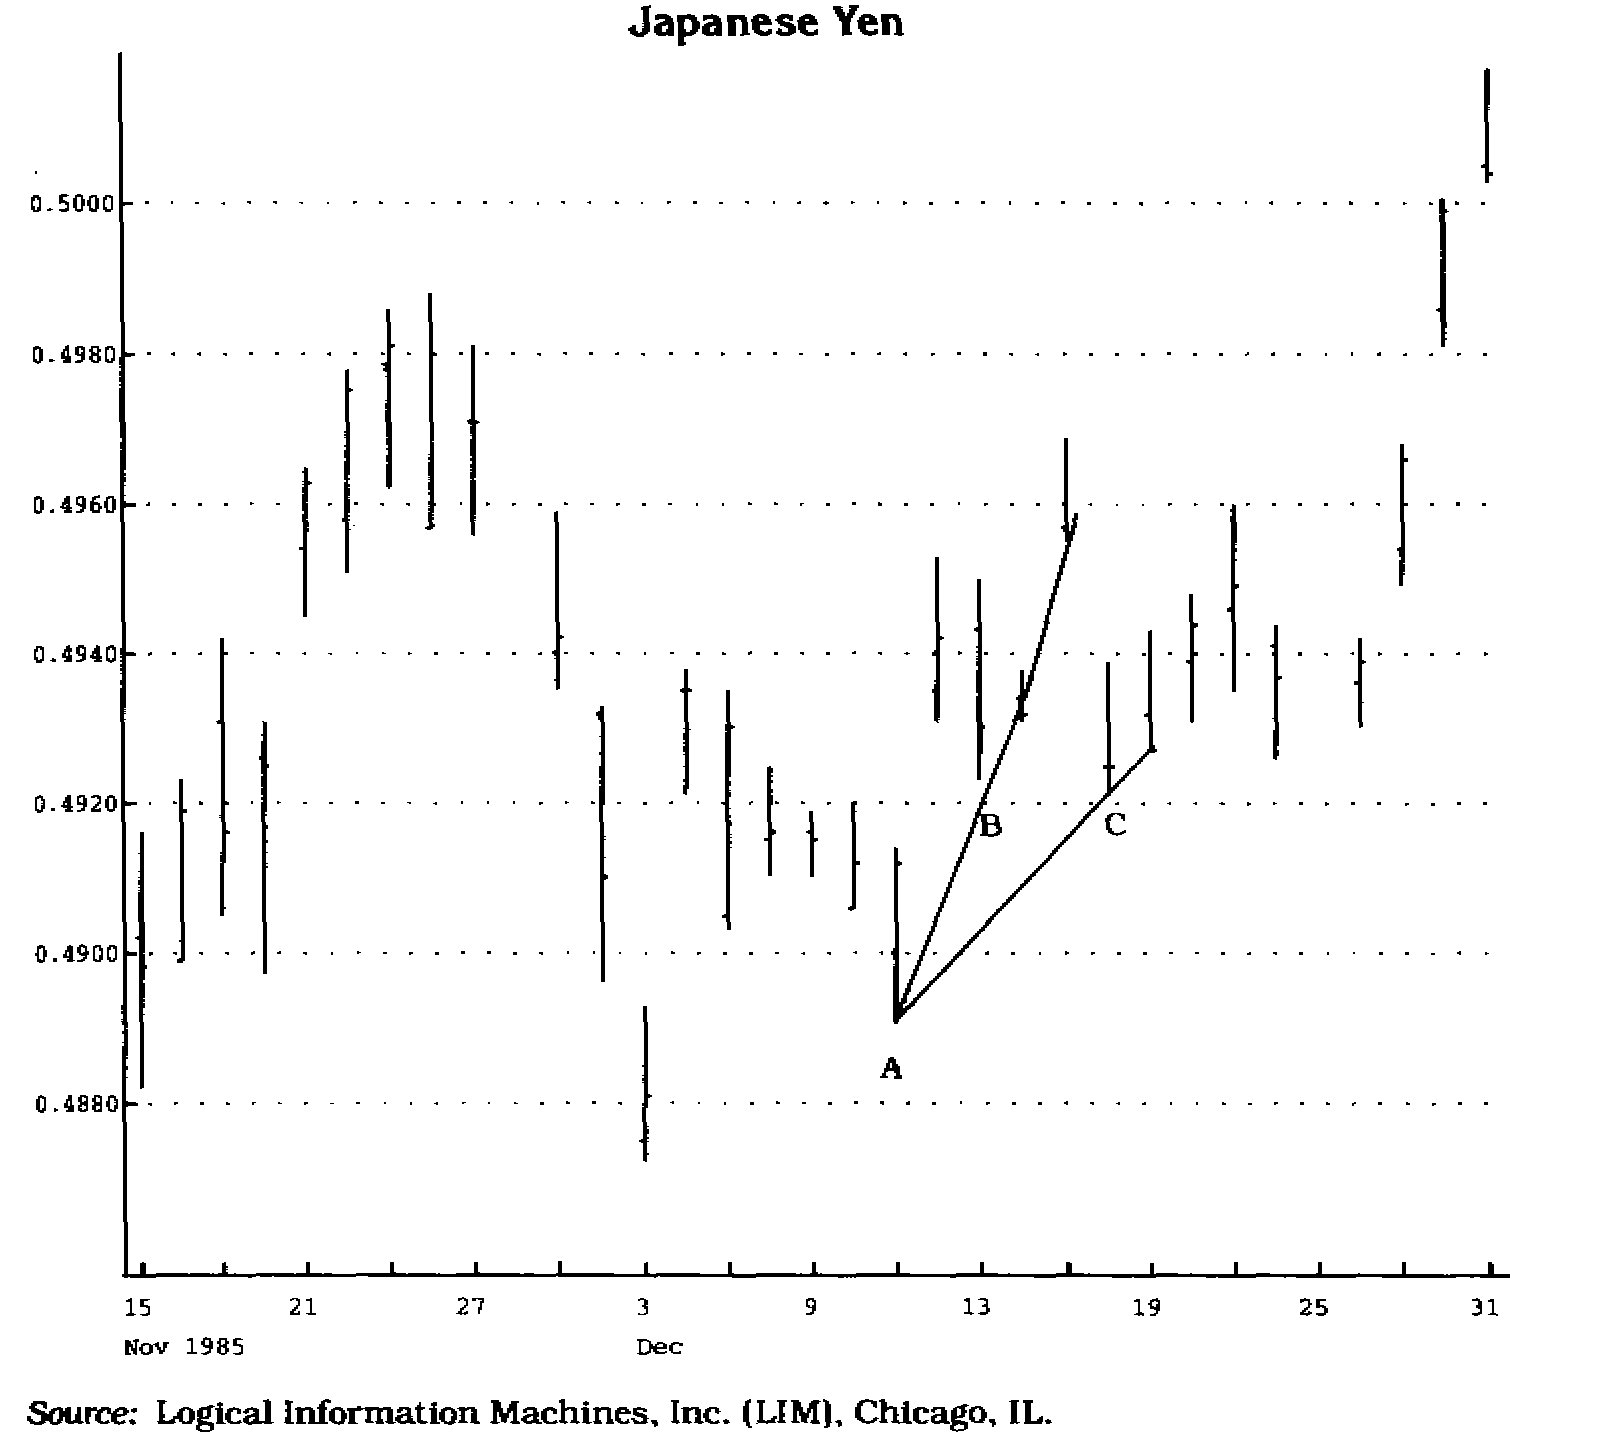 Japanese Yen
0.5000
0.4980
0.4960
0.4940
0.4920
B
C
0.4900
A
0.4880
15 21 27 3 9 13 19 25 31
Nov 1985 Dec
Source: Logical Information Machines, Inc. (LIM), Chicago, IL.